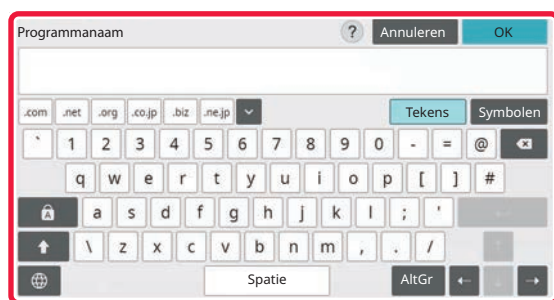 Programmanaam ? Annuleren OK
.com .net .org .co.jp .biz .ne.jp Tekens Symbolen
` 1 2 3 4 5 6 7 8 9 0 - = @
q w e r t y u i o p [ ] #
A a s d f g h j k l ; '
\ z x c v b n m , . /
Spatie AltGr